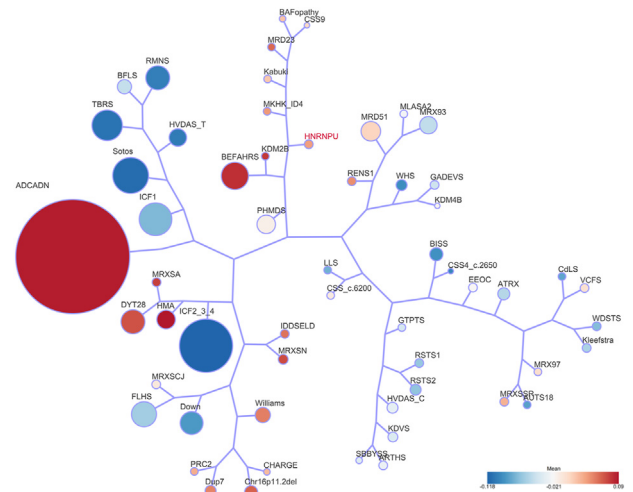 BAFopathy
CSS9
MRD23
RMNS
BFLS
Kabuki
MKHK_ID4
TBRS
HVDAS_T
MLASA2
MRX93
MRD51
HNRNPU
Sotos
KDM2B
BEFAHRS
RENS1
WHS
GADEVS
ADCADN
ICF1
KDM4B
PHMDS
BISS
LLS
CSS4_c.2650
CdLS
MRXSA
EEOC
ATRX
VCFS
CSS_c.6200
DYT28
HMA
ICF2_3_4
IDDSELD
GTPTS
WDSTS
Kleefstra
MRXSN
RSTS1
MRX97
MRXSCJ
RSTS2
FLHS
Down
Williams
HVDAS_C
MRXSSR
AUTS18
KDVS
SBBYSS
ARTHS
PRC2
CHARGE
Dup7
Chr16p11.2del
Mean
-0.118
-0.021
0.09